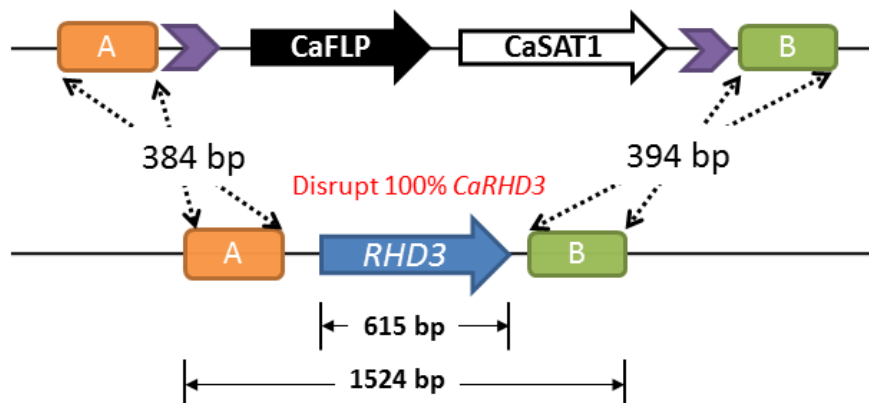 A CaFLP CaSAT1 B
384 bp 394 bp
Disrupt 100% CaRHD3
A RHD3 B
615 bp
1524 bp